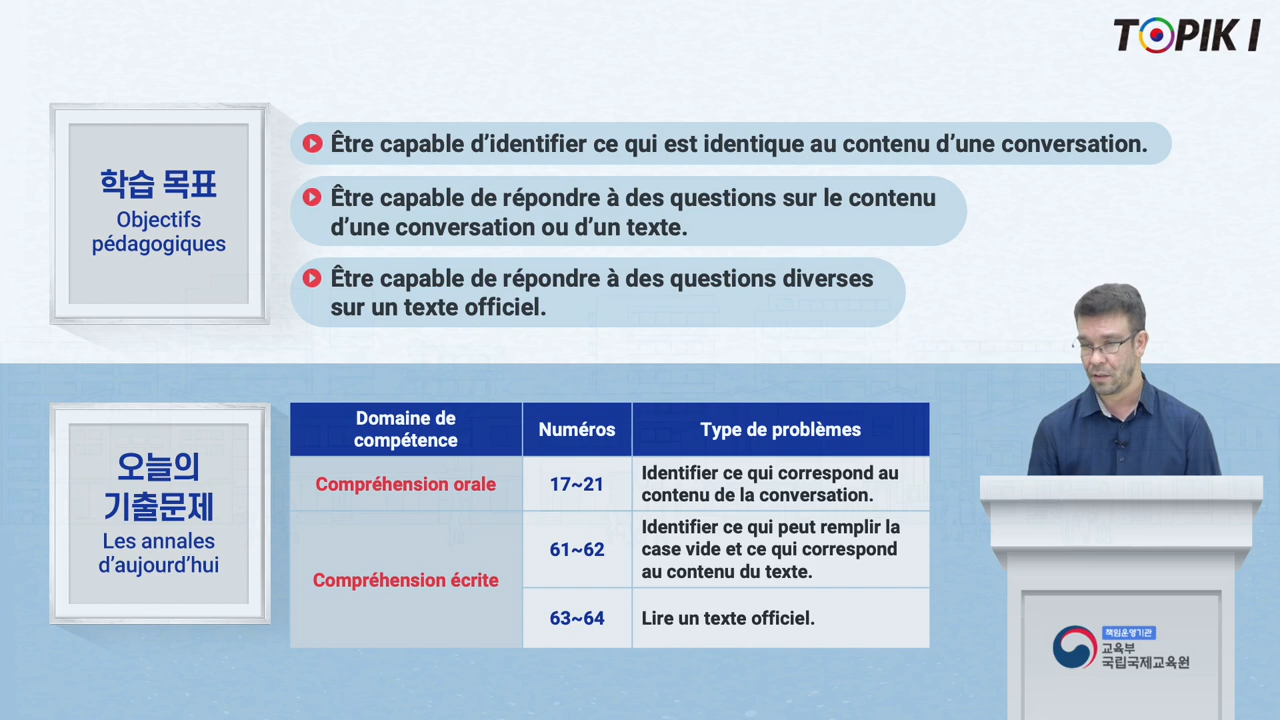 TOPIK I
학습 목표
Objectifs
pédagogiques
Être capable d’identifier ce qui est identique au contenu d’une conversation.
Être capable de répondre à des questions sur le contenu
d’une conversation ou d’un texte.
Être capable de répondre à des questions diverses
sur un texte officiel.
오늘의
기출문제
Les annales
d’aujourd’hui
Domaine de
compétence
Numéros
Type de problèmes
Compréhension orale
17~21
Identifier ce qui correspond au
contenu de la conversation.
Compréhension écrite
61~62
Identifier ce qui peut remplir la
case vide et ce qui correspond
au contenu du texte.
63~64
Lire un texte officiel.
책임운영기관
교육부
국립국제교육원